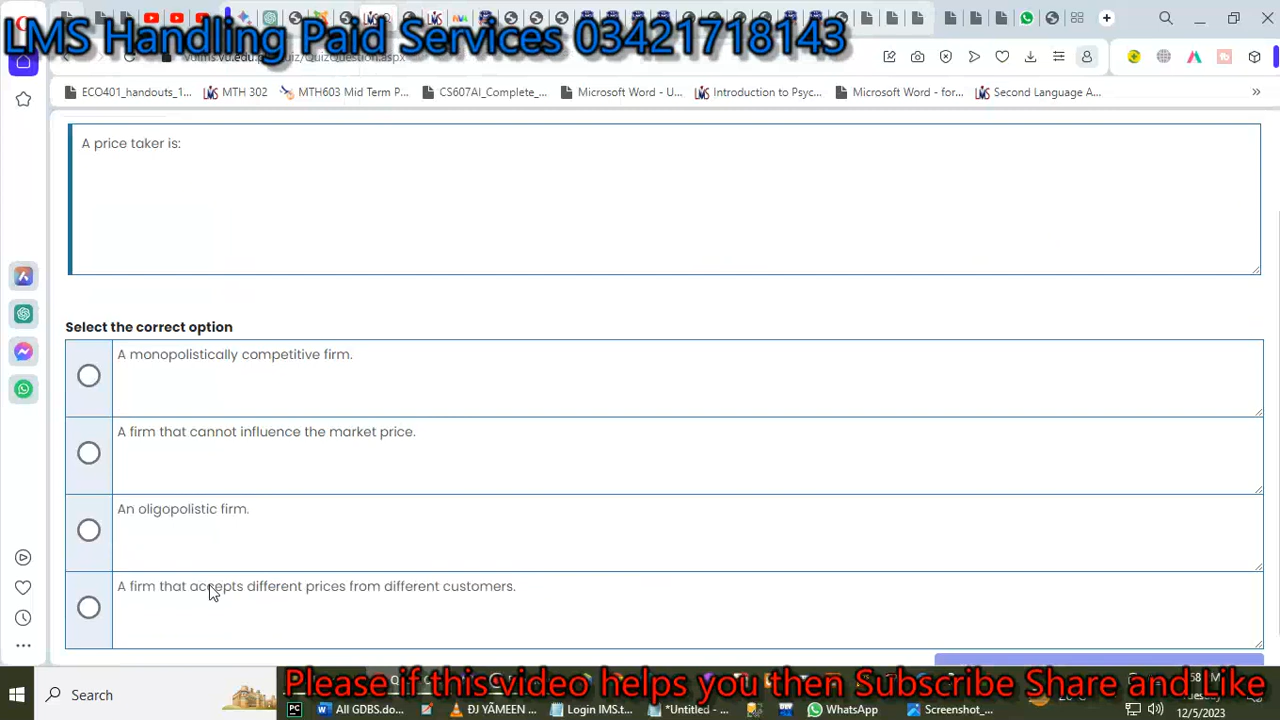 LMS Handling Paid Services 03421718143
ECO401_handouts_1...
MTH 302
MTH603 Mid Term P...
CS607AI_Complete_...
Microsoft Word - U...
Introduction to Psyc...
Microsoft Word - for...
Second Language A...
A price taker is:
Select the correct option
A monopolistically competitive firm.
A firm that cannot influence the market price.
An oligopolistic firm.
A firm that accepts different prices from different customers.
Please if this video helps you then Subscribe Share and Like
Search
All GDBS.do...
ĐJ YÃMEEN ...
Login IMS.t...
*Untitled - ...
WhatsApp
Screenshot_...
12/5/2023